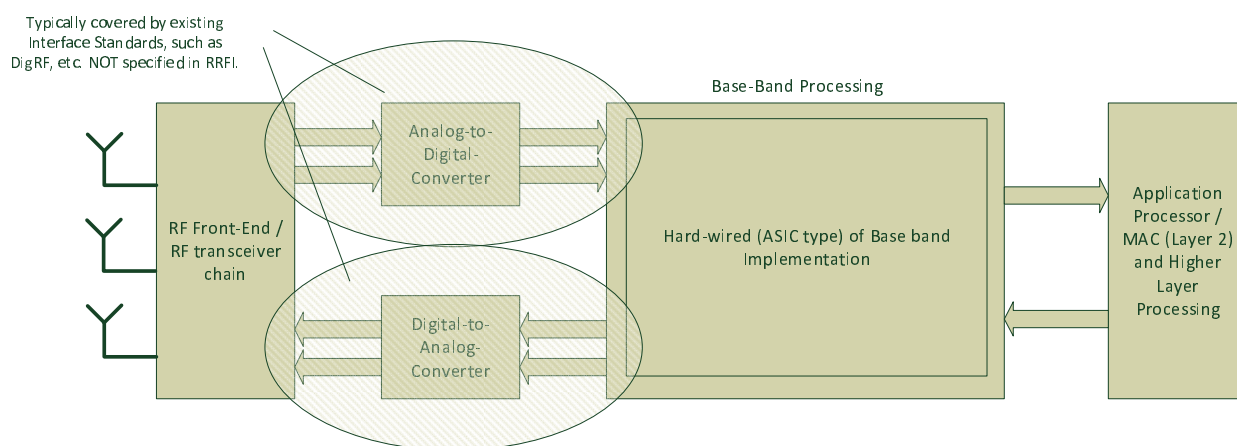 Typically covered by existing
Interface Standards, such as
DigRF, etc. NOT specified in RRFI.
Base-Band Processing
RF Front-End /
RF transceiver
chain
Analog-to-
Digital-
Converter
Digital-to-
Analog-
Converter
Hard-wired (ASIC type) of Base band
Implementation
Application
Processor /
MAC (Layer 2)
and Higher
Layer
Processing